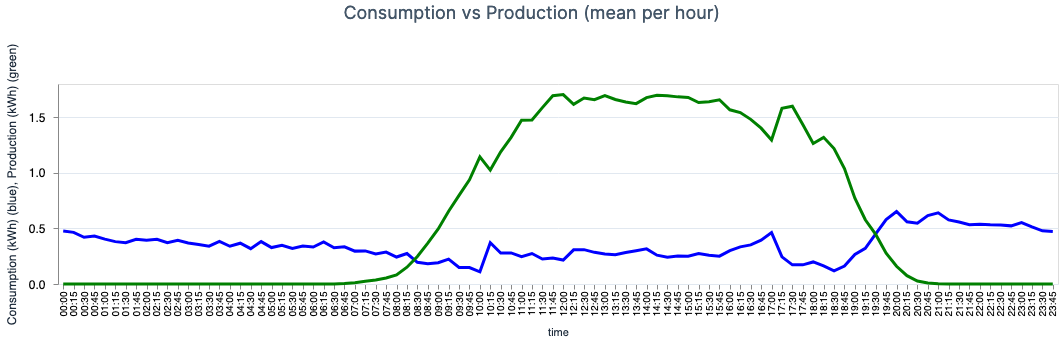 Consumption vs Production (mean per hour)
Consumption (kWh) (blue), Production (kWh) (green)
1.5
1.0
0.5
0.0
00:00 00:15 00:30 00:45 01:00 01:15 01:30 01:45 02:00 02:15 02:30 02:45 03:00 03:15 03:30 03:45 04:00 04:15 04:30 04:45 05:00 05:15 05:30 05:45 06:00 06:15 06:30 06:45 07:00 07:15 07:30 07:45 08:00 08:15 08:30 08:45 09:00 09:15 09:30 09:45 10:00 10:15 10:30 10:45 11:00 11:15 11:30 11:45 12:00 12:15 12:30 12:45 13:00 13:15 13:30 13:45 14:00 14:15 14:30 14:45 15:00 15:15 15:30 15:45 16:00 16:15 16:30 16:45 17:00 17:15 17:30 17:45 18:00 18:15 18:30 18:45 19:00 19:15 19:30 19:45 20:00 20:15 20:30 20:45 21:00 21:15 21:30 21:45 22:00 22:15 22:30 22:45 23:00 23:15 23:30 23:45
time